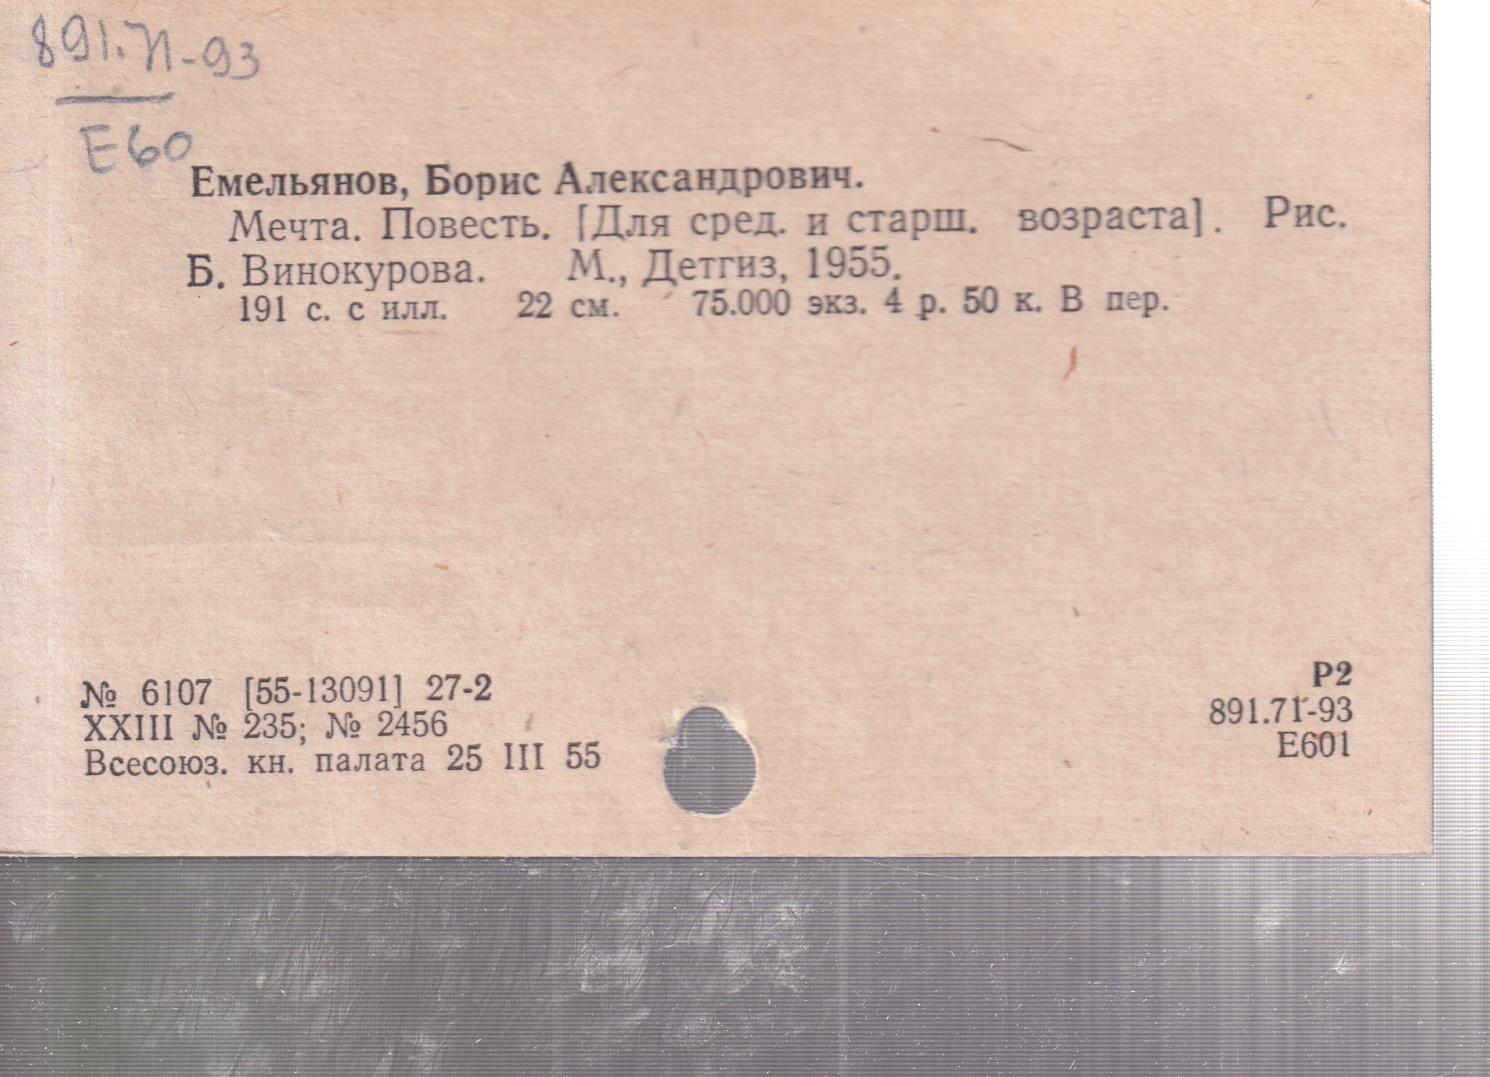 891.71-93
Е60
Емельянов, Борис Александрович.
Мечта. Повесть. [Для сред. и старш. возраста]. Рис.
Б. Винокурова. М., Детгиз, 1955.
191 с. с илл. 22 см. 75.000 экз. 4 р. 50 к. В пер.
№ 6107 [55-13091] 27-2
XXIII № 235; № 2456
Всесоюз. кн. палата 25 III 55
Р2
891.71-93
Е601